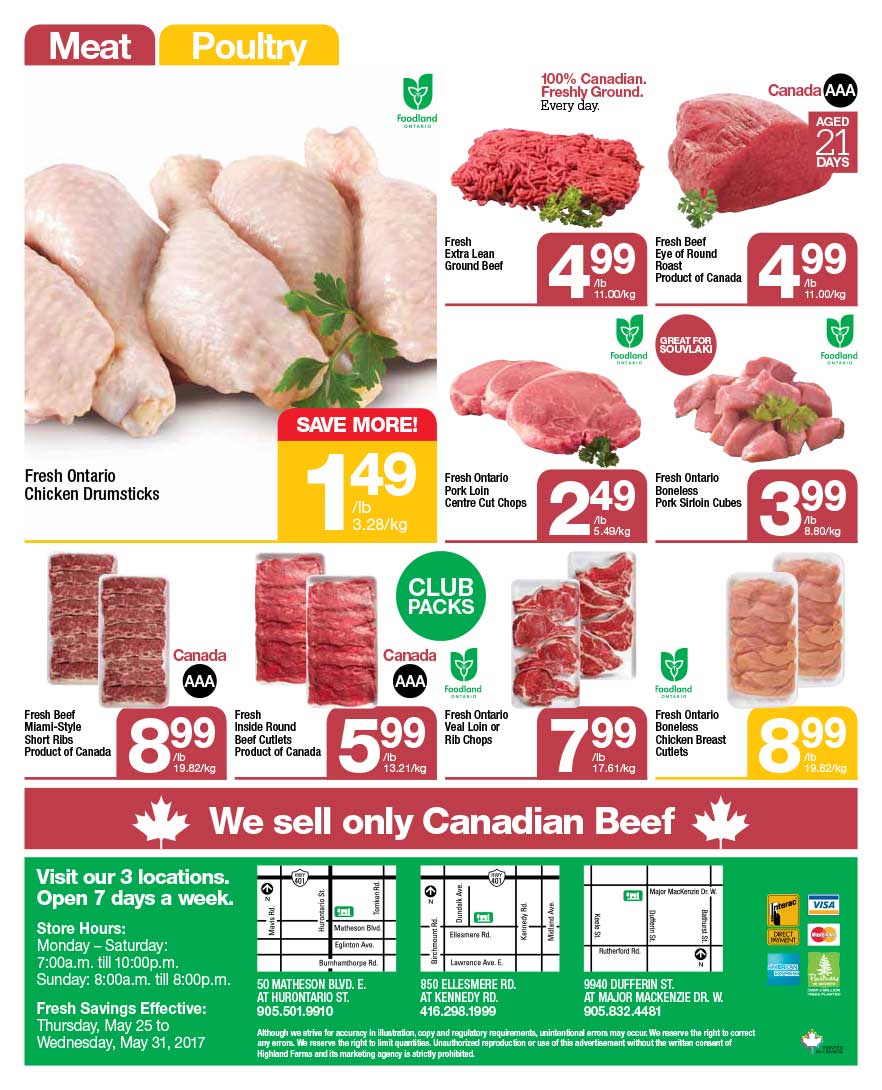 Meat
Poultry
Foodland
ONTARIO
SAVE MORE!
1.49
/lb
3.28/kg
Fresh Ontario
Chicken Drumsticks
100% Canadian.
Freshly Ground.
Every day.
Fresh
Extra Lean
Ground Beef
4.99
/lb
11.00/kg
Canada AAA
AGED
21
DAYS
Fresh Beef
Eye of Round
Roast
Product of Canada
4.99
/lb
11.00/kg
Foodland
ONTARIO
Fresh Ontario
Pork Loin
Centre Cut Chops
2.49
/lb
5.49/kg
GREAT FOR
SOUVLAKI
Foodland
ONTARIO
Fresh Ontario
Boneless
Pork Sirloin Cubes
3.99
/lb
8.80/kg
Canada
AAA
Fresh Beef
Miami-Style
Short Ribs
Product of Canada
8.99
/lb
19.82/kg
CLUB
PACKS
Canada
AAA
Fresh
Inside Round
Beef Cutlets
Product of Canada
5.99
/lb
13.21/kg
Foodland
ONTARIO
Fresh Ontario
Veal Loin or
Rib Chops
7.99
/lb
17.61/kg
Foodland
ONTARIO
Fresh Ontario
Boneless
Chicken Breast
Cutlets
8.99
/lb
19.82/kg
We sell only Canadian Beef
Visit our 3 locations.
Open 7 days a week.
Store Hours:
Monday – Saturday:
7:00a.m. till 10:00p.m.
Sunday: 8:00a.m. till 8:00p.m.
Fresh Savings Effective:
Thursday, May 25 to
Wednesday, May 31, 2017
HWY
401
N
Mavis Rd.
Hurontario St.
Tomken Rd.
Matheson Blvd.
Eglinton Ave.
Burnhamthorpe Rd.
50 MATHESON BLVD. E.
AT HURONTARIO ST.
905.501.9910
HWY
401
N
Birchmount Rd.
Dundalk Ave.
Kennedy Rd.
Midland Ave.
Ellesmere Rd.
Lawrence Ave. E.
850 ELLESMERE RD.
AT KENNEDY RD.
416.298.1999
Major MacKenzie Dr. W.
Keele St.
Dufferin St.
Bathurst St.
Rutherford Rd.
N
9940 DUFFERIN ST.
AT MAJOR MACKENZIE DR. W.
905.832.4481
Interac
DIRECT
PAYMENT
VISA
MasterCard
AMERICAN
EXPRESS
PRINTED
IN CANADA
Although we strive for accuracy in illustration, copy and regulatory requirements, unintentional errors may occur. We reserve the right to correct
any errors. We reserve the right to limit quantities. Unauthorized reproduction or use of this advertisement without the written consent of
Highland Farms and its marketing agency is strictly prohibited.